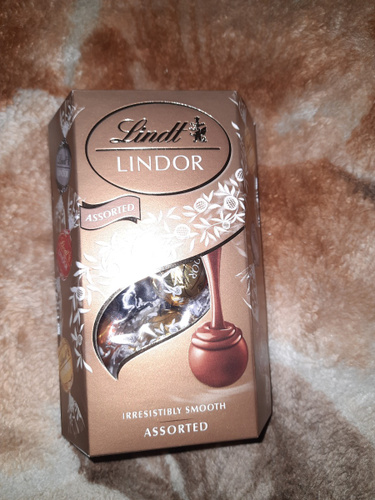 Lindt
LINDOR
ASSORTED
IRRESISTIBLY SMOOTH
ASSORTED